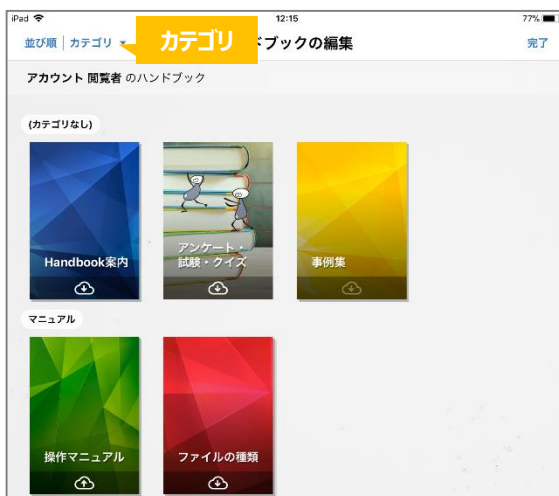 iPad 12:15 77%
並び順 カテゴリ カテゴリ ドブックの編集 完了
アカウント 閲覧者 のハンドブック
(カテゴリなし)
Handbook案内
アンケート・
試験・クイズ
事例集
マニュアル
操作マニュアル
ファイルの種類